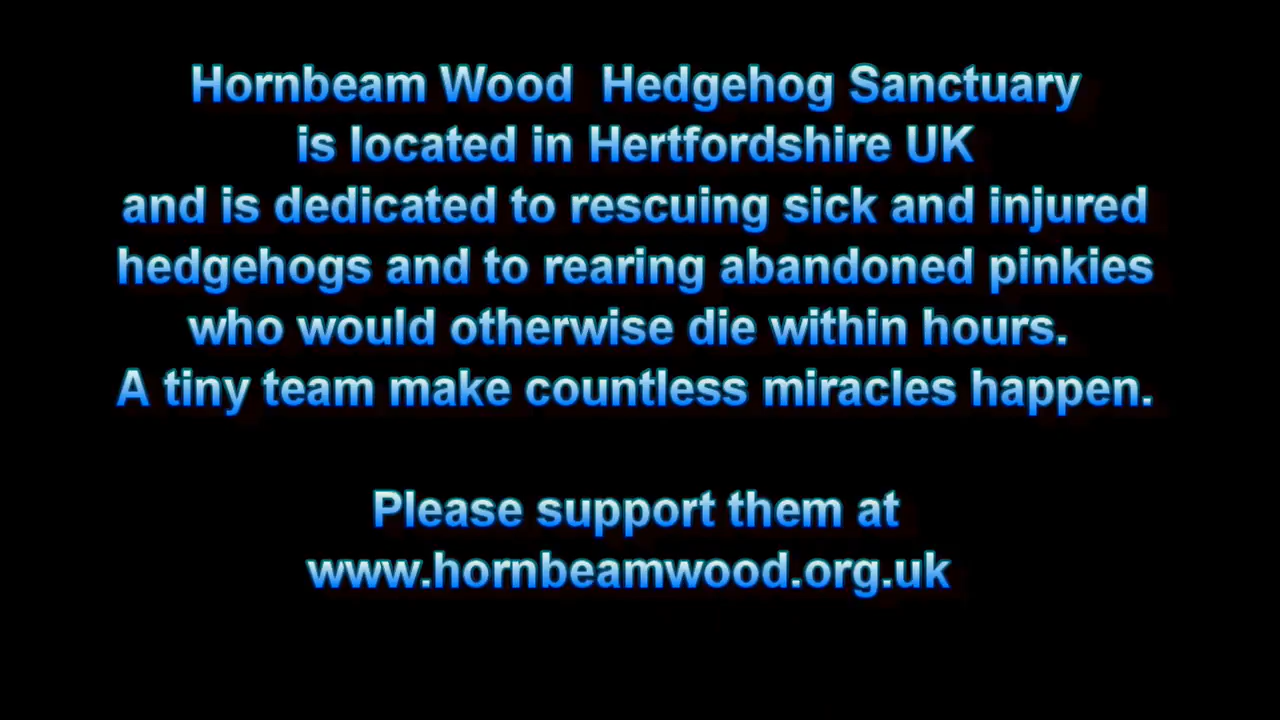 Hornbeam Wood  Hedgehog Sanctuary
is located in Hertfordshire UK
and is dedicated to rescuing sick and injured
hedgehogs and to rearing abandoned pinkies
who would otherwise die within hours.
A tiny team make countless miracles happen.
Please support them at
www.hornbeamwood.org.uk